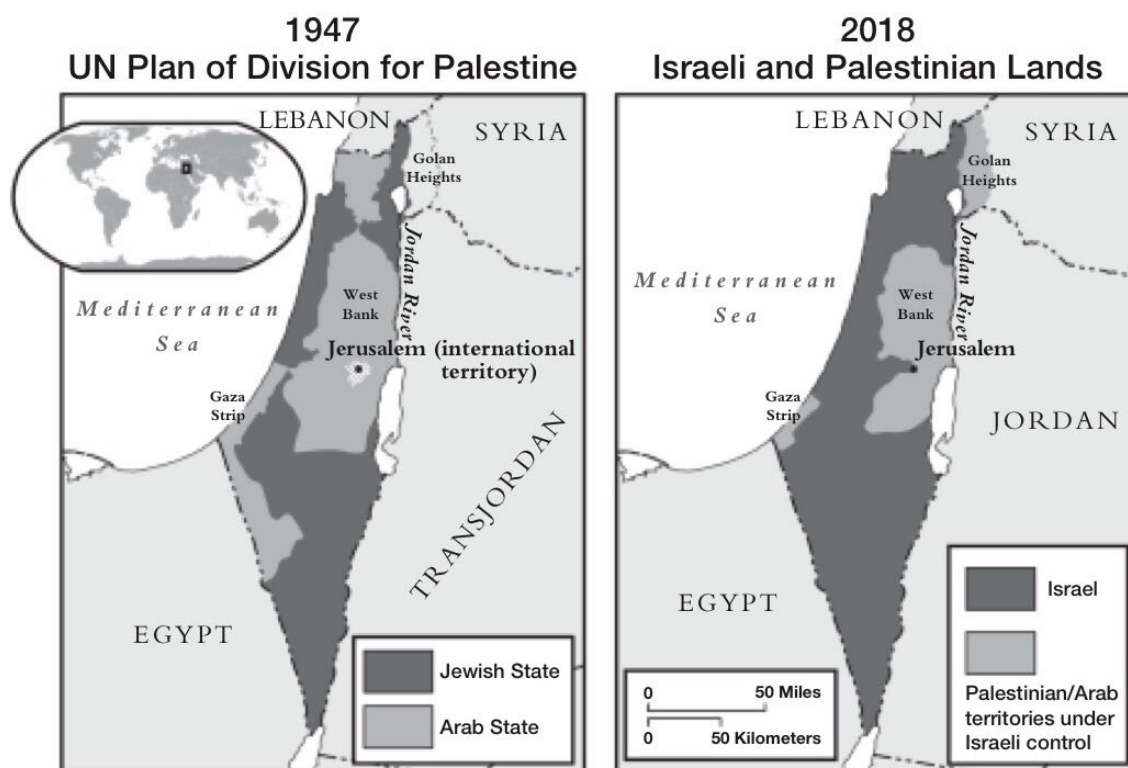 1947
UN Plan of Division for Palestine
LEBANON
SYRIA
Golan
Heights
Jordan River
Mediterranean
Sea
West
Bank
Jerusalem (international
territory)
Gaza
Strip
TRANSJORDAN
EGYPT
Jewish State
Arab State
2018
Israeli and Palestinian Lands
LEBANON
SYRIA
Golan
Heights
Jordan River
Mediterranean
Sea
West
Bank
Jerusalem
Gaza
Strip
JORDAN
EGYPT
0 50 Miles
0 50 Kilometers
Israel
Palestinian/Arab
territories under
Israeli control